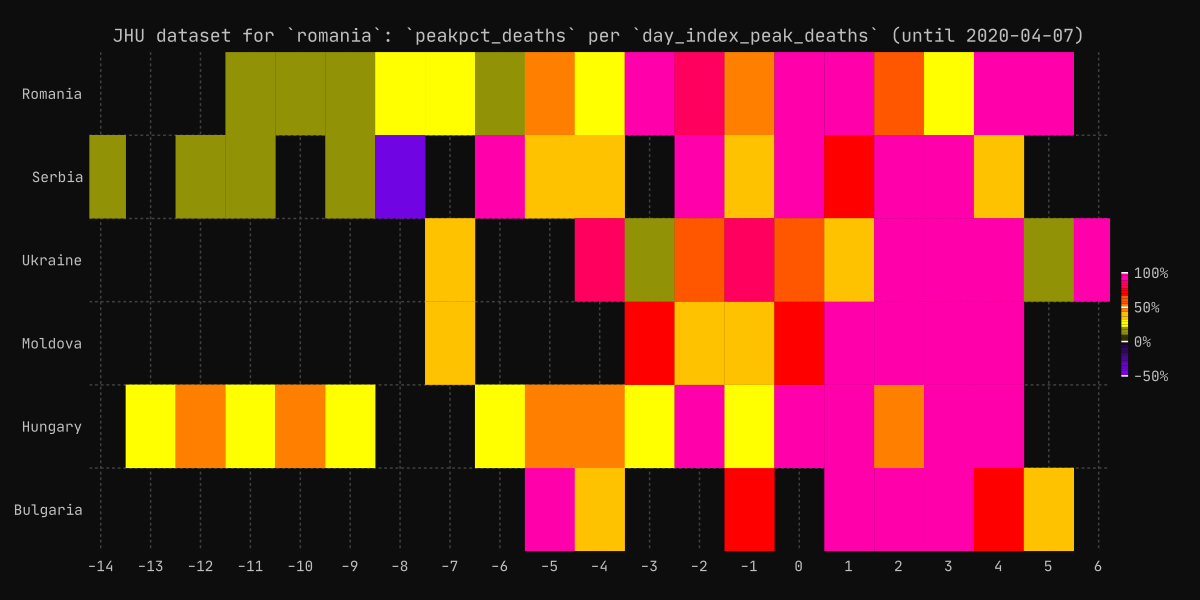 JHU dataset for `romania`: `peakpct_deaths` per `day_index_peak_deaths` (until 2020-04-07)
Romania
Serbia
Ukraine
Moldova
Hungary
Bulgaria
100%
50%
0%
-50%
-14 -13 -12 -11 -10 -9 -8 -7 -6 -5 -4 -3 -2 -1 0 1 2 3 4 5 6